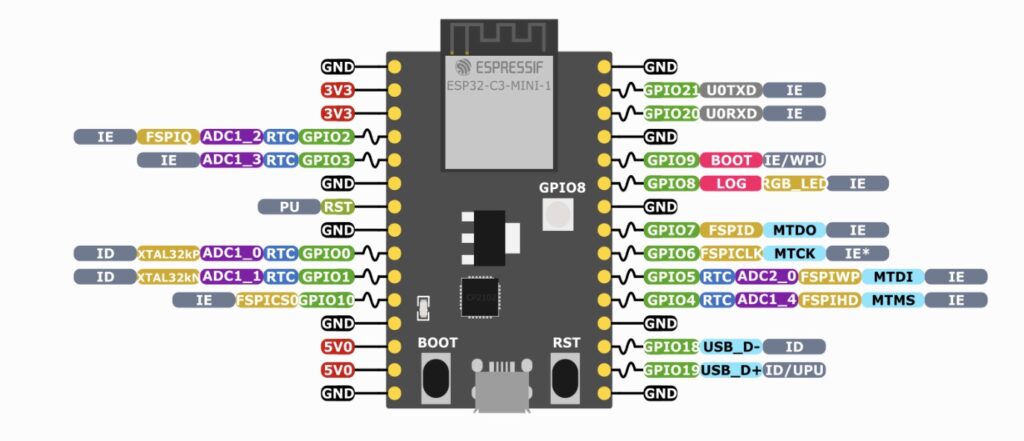 ESPRESSIF
ESP32-C3-MINI-1
GND GND
3V3 GPIO21 U0TXD IE
3V3 GPIO20 U0RXD IE
IE FSPIQ ADC1_2 RTC GPIO2 GND
IE ADC1_3 RTC GPIO3 GPIO9 BOOT IE/WPU
GND GPIO8 GPIO8 LOG RGB_LED IE
PU RST GND
GND GPIO7 FSPID MTDO IE
ID XTAL32kP ADC1_0 RTC GPIO0 GPIO6 FSPICLK MTCK IE*
ID XTAL32kN ADC1_1 RTC GPIO1 GPIO5 RTC ADC2_0 FSPIWP MTDI IE
IE FSPICS0 GPIO10 CP2102 GPIO4 RTC ADC1_4 FSPIHD MTMS IE
GND GND
5V0 BOOT RST GPIO18 USB_D- ID
5V0 GPIO19 USB_D+ ID/UPU
GND GND